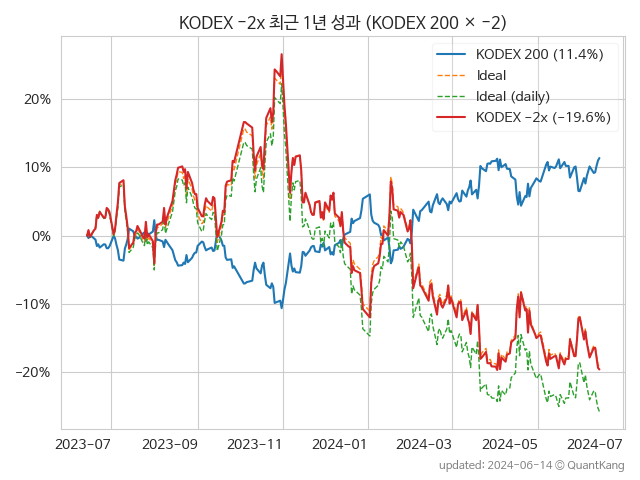 KODEX -2x 최근 1년 성과 (KODEX 200 × -2)
KODEX 200 (11.4%)
Ideal
Ideal (daily)
KODEX -2x (-19.6%)
20%
10%
0%
-10%
-20%
2023-07
2023-09
2023-11
2024-01
2024-03
2024-05
2024-07
updated: 2024-06-14 © QuantKang